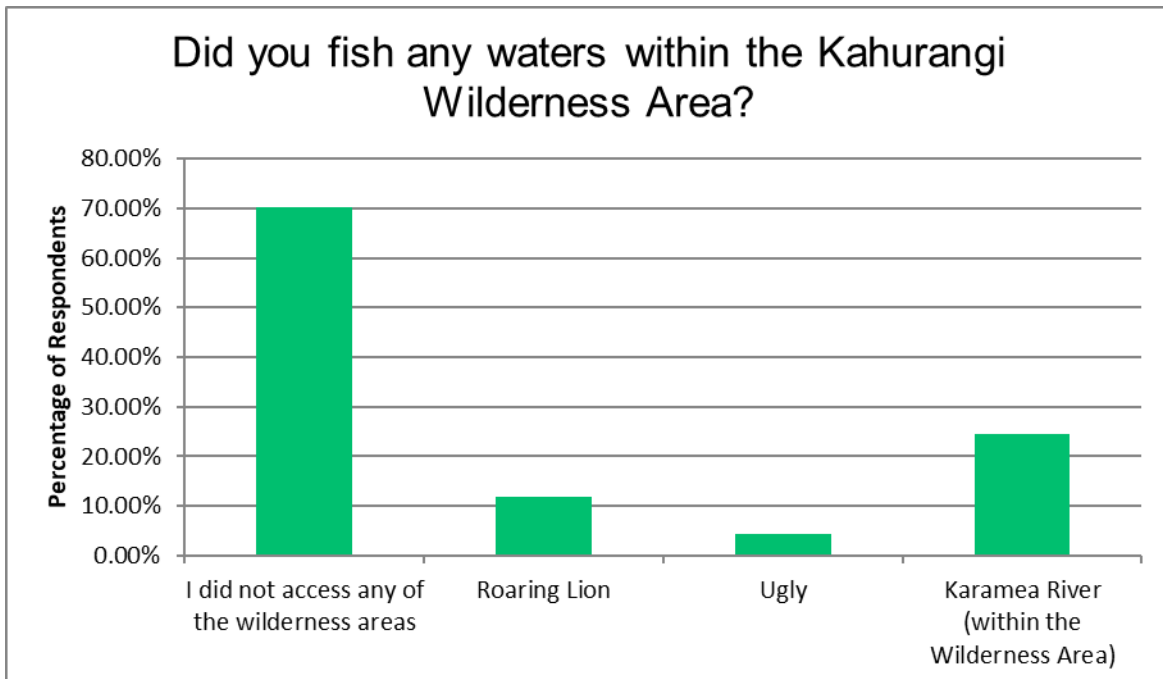 Did you fish any waters within the Kahurangi
Wilderness Area?
Percentage of Respondents
80.00%
70.00%
60.00%
50.00%
40.00%
30.00%
20.00%
10.00%
0.00%
I did not access any of
the wilderness areas
Roaring Lion
Ugly
Karamea River
(within the
Wilderness Area)